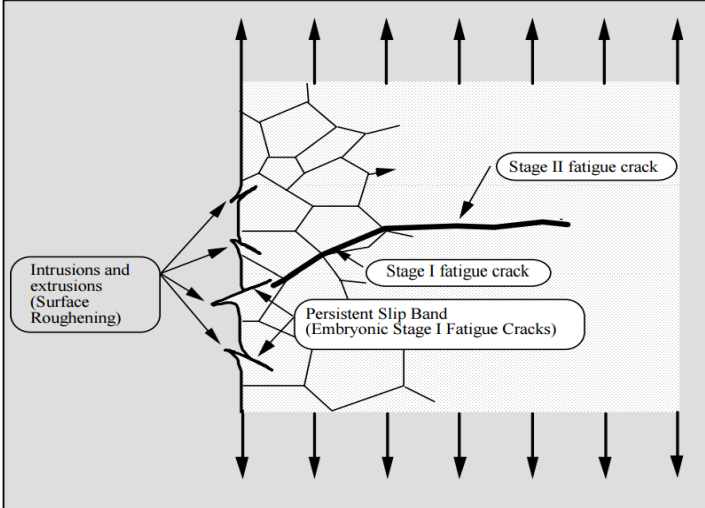 Stage II fatigue crack
Stage I fatigue crack
Intrusions and
extrusions
(Surface
Roughening)
Persistent Slip Band
(Embryonic Stage I Fatigue Cracks)